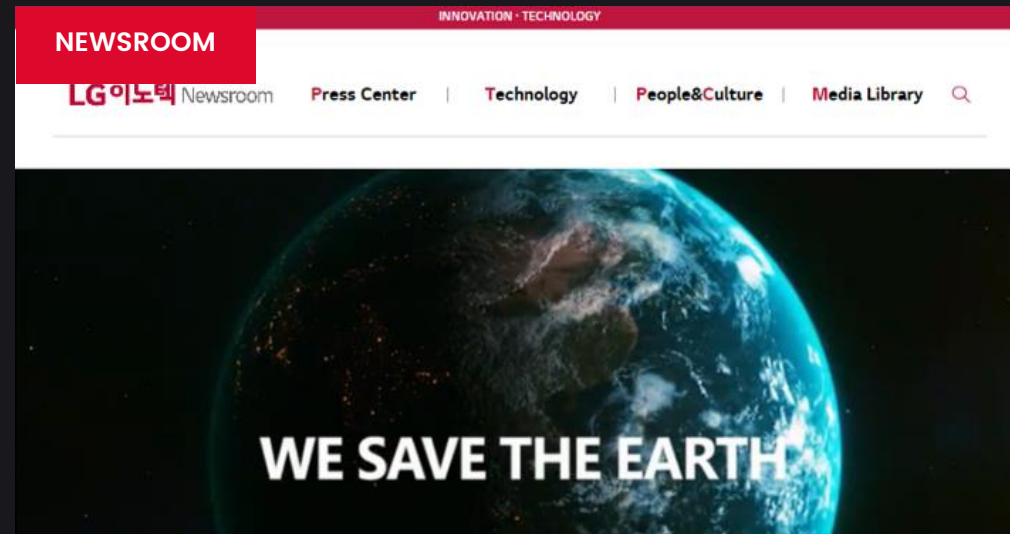 INNOVATION · TECHNOLOGY
NEWSROOM
LG이노텍 Newsroom Press Center | Technology | People&Culture | Media Library
WE SAVE THE EARTH